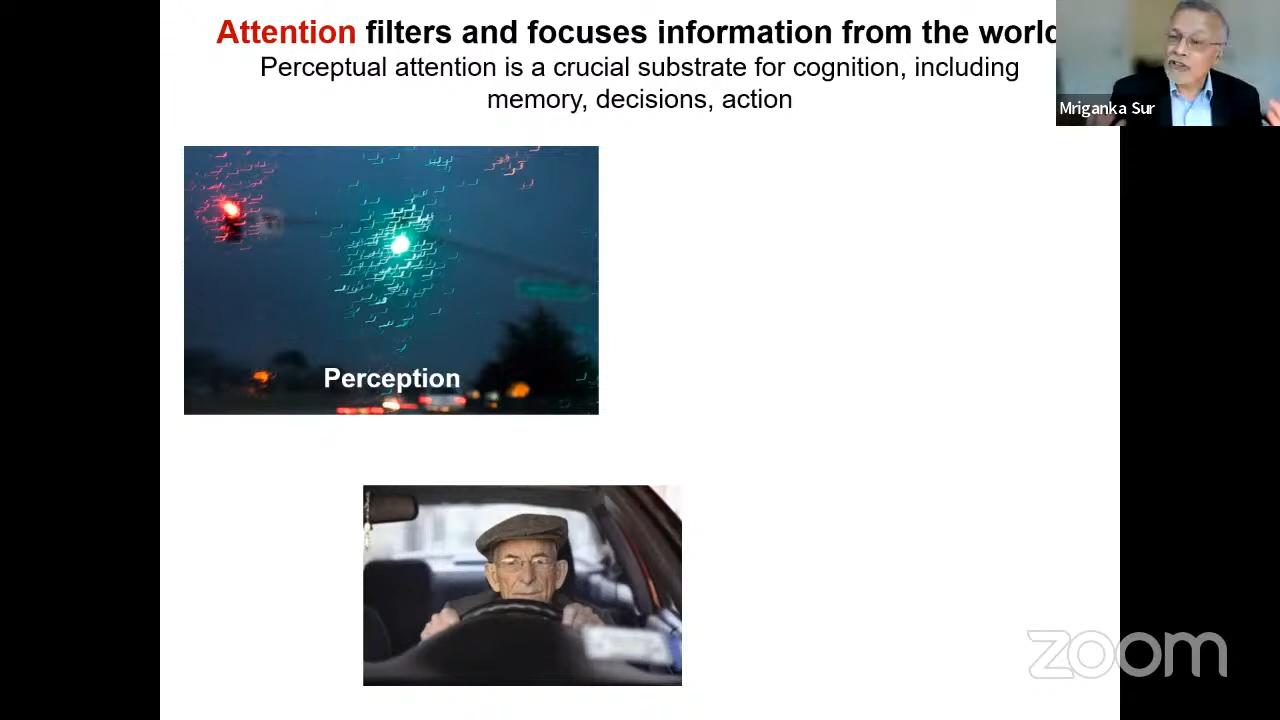 Attention filters and focuses information from the world
Perceptual attention is a crucial substrate for cognition, including
memory, decisions, action
Mriganka Sur
Perception
zoom